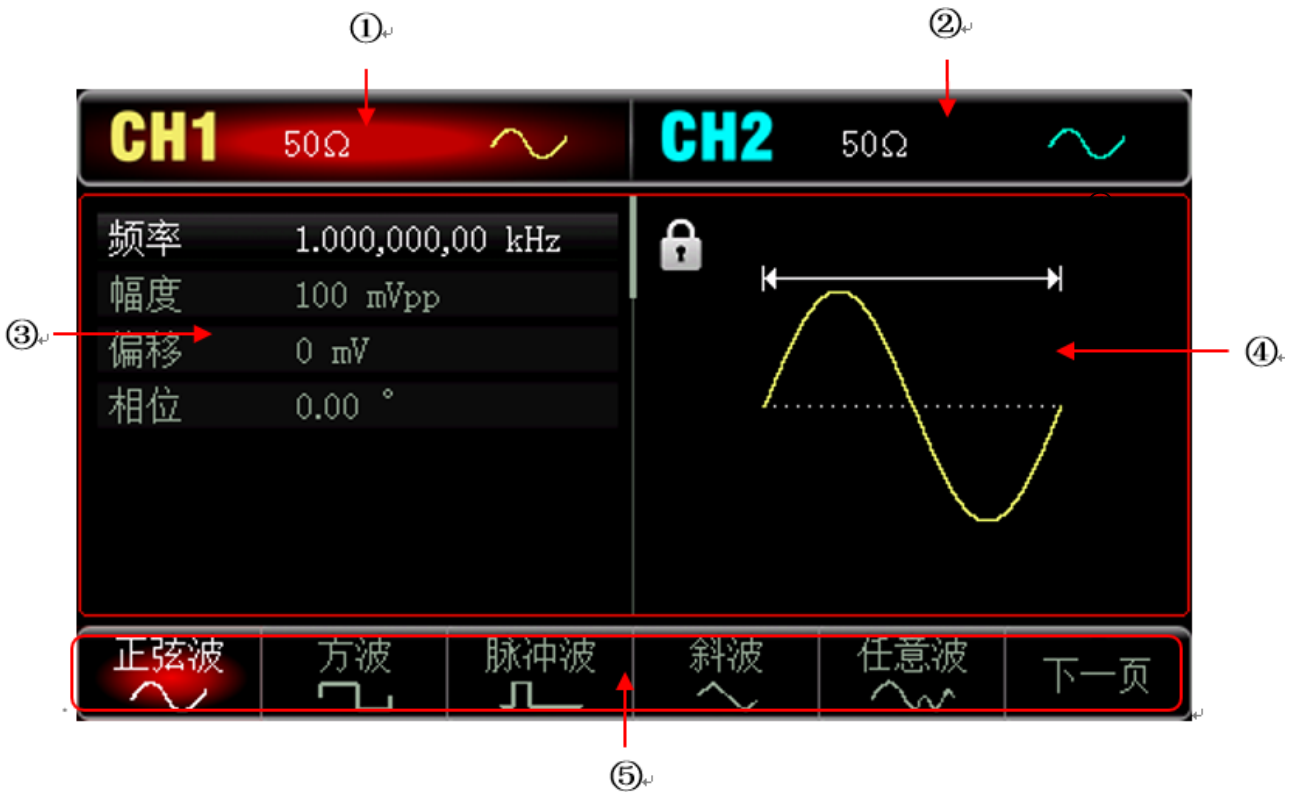 ① ②
CH1 50Ω CH2 50Ω
频率 1.000,000,00 kHz
幅度 100 mVpp
③ 偏移 0 mV ④
相位 0.00 °
正弦波 方波 脉冲波 斜波 任意波 下一页
⑤